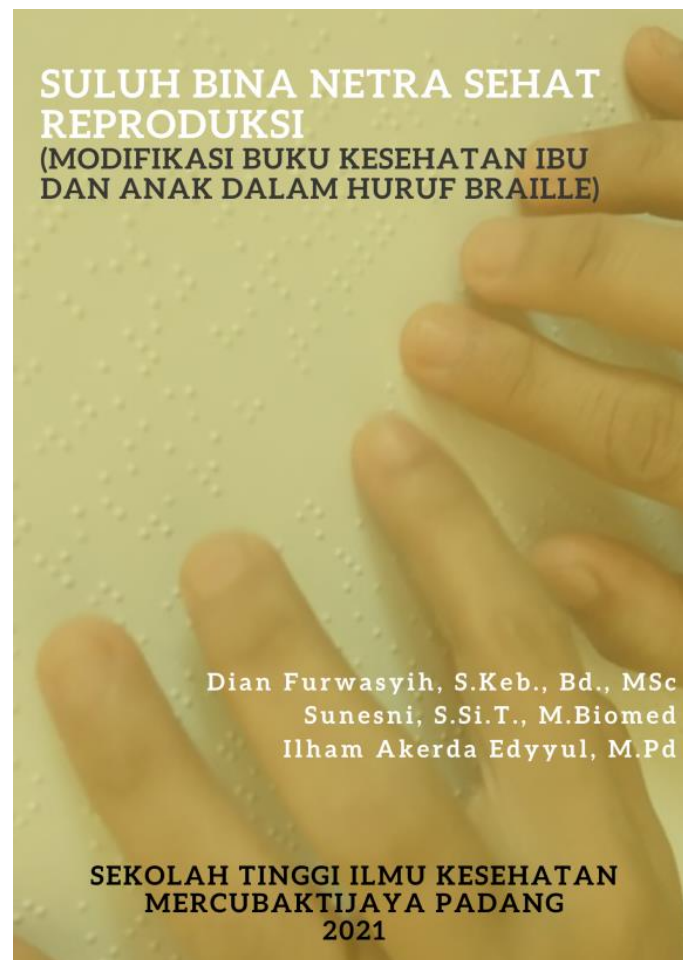 SULUH BINA NETRA SEHAT
REPRODUKSI
(MODIFIKASI BUKU KESEHATAN IBU
DAN ANAK DALAM HURUF BRAILLE)
Dian Furwasyih, S.Keb., Bd., MSc
Sunesni, S.Si.T., M.Biomed
Ilham Akerda Edyyul, M.Pd
SEKOLAH TINGGI ILMU KESEHATAN
MERCUBAKTIJAYA PADANG
2021